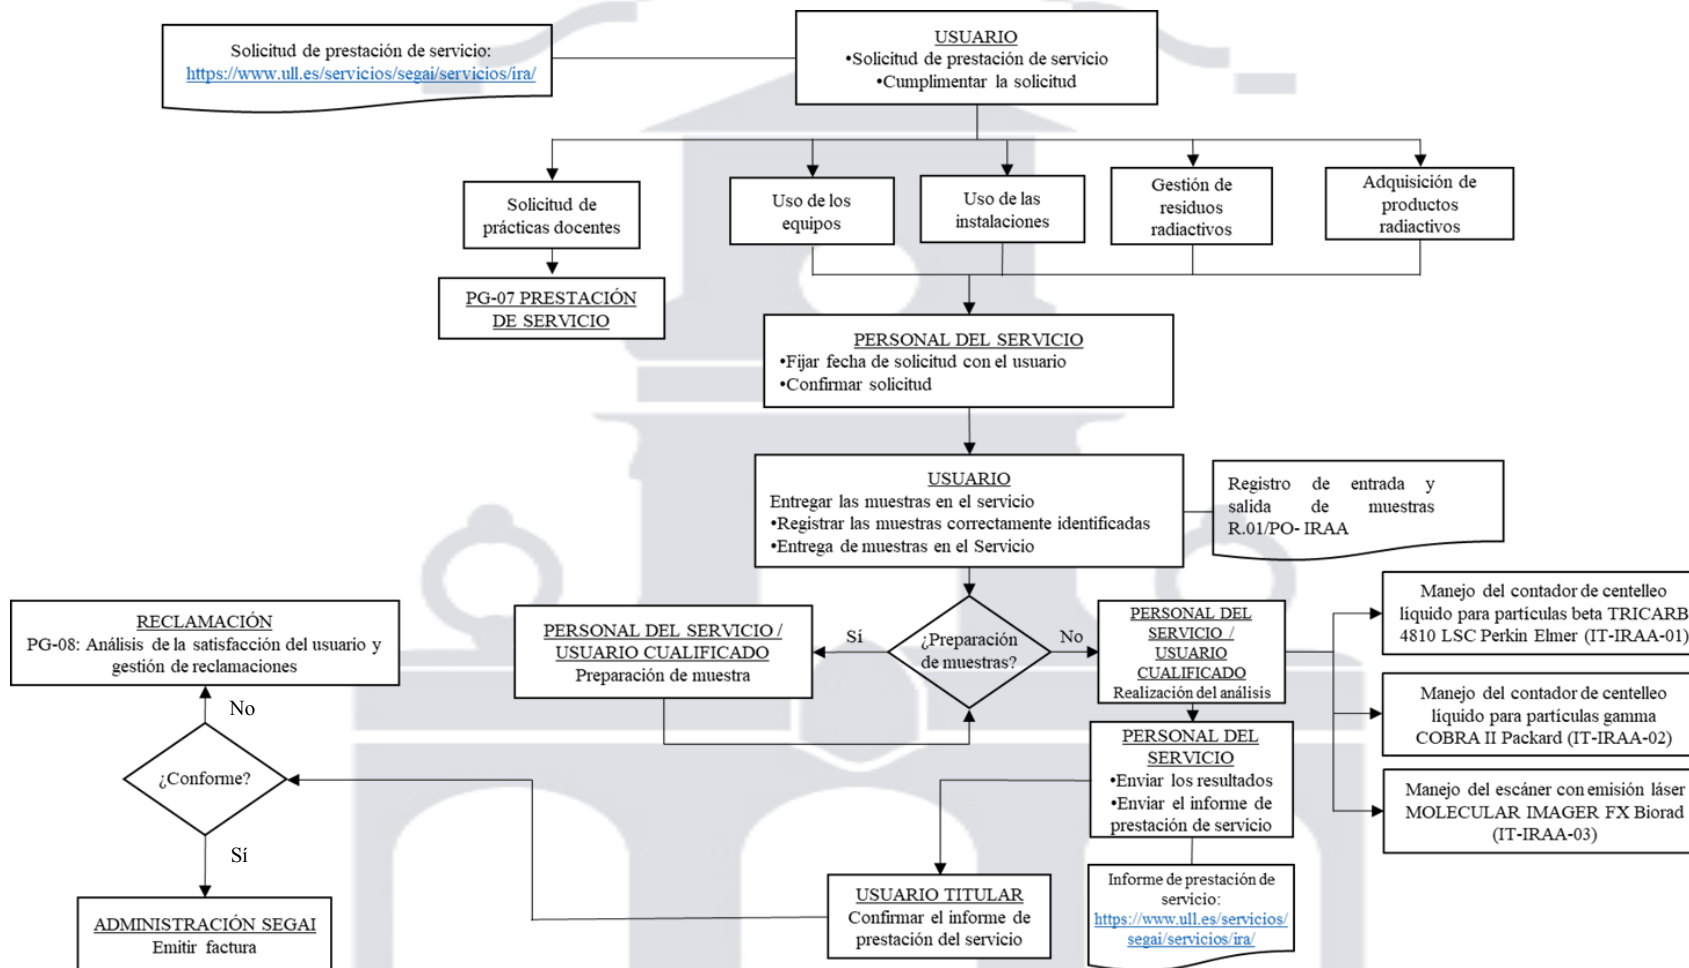 Solicitud de prestación de servicio:
https://www.ull.es/servicios/segai/servicios/ira/
USUARIO
•Solicitud de prestación de servicio
•Cumplimentar la solicitud
Solicitud de
prácticas docentes
Uso de los
equipos
Uso de las
instalaciones
Gestión de
residuos
radiactivos
Adquisición de
productos
radiactivos
PG-07 PRESTACIÓN
DE SERVICIO
PERSONAL DEL SERVICIO
•Fijar fecha de solicitud con el usuario
•Confirmar solicitud
USUARIO
Entregar las muestras en el servicio
•Registrar las muestras correctamente identificadas
•Entrega de muestras en el Servicio
Registro de entrada y
salida de muestras
R.01/PO- IRAA
¿Preparación
de muestras?
Sí
No
PERSONAL DEL SERVICIO /
USUARIO CUALIFICADO
Preparación de muestra
PERSONAL DEL
SERVICIO /
USUARIO
CUALIFICADO
Realización del análisis
Manejo del contador de centelleo
líquido para partículas beta TRICARB
4810 LSC Perkin Elmer (IT-IRAA-01)
Manejo del contador de centelleo
líquido para partículas gamma
COBRA II Packard (IT-IRAA-02)
Manejo del escáner con emisión láser
MOLECULAR IMAGER FX Biorad
(IT-IRAA-03)
PERSONAL DEL
SERVICIO
•Enviar los resultados
•Enviar el informe de
prestación de servicio
Informe de prestación de
servicio:
https://www.ull.es/servicios/
segai/servicios/ira/
USUARIO TITULAR
Confirmar el informe de
prestación del servicio
¿Conforme?
No
Sí
RECLAMACIÓN
PG-08: Análisis de la satisfacción del usuario y
gestión de reclamaciones
ADMINISTRACIÓN SEGAI
Emitir factura